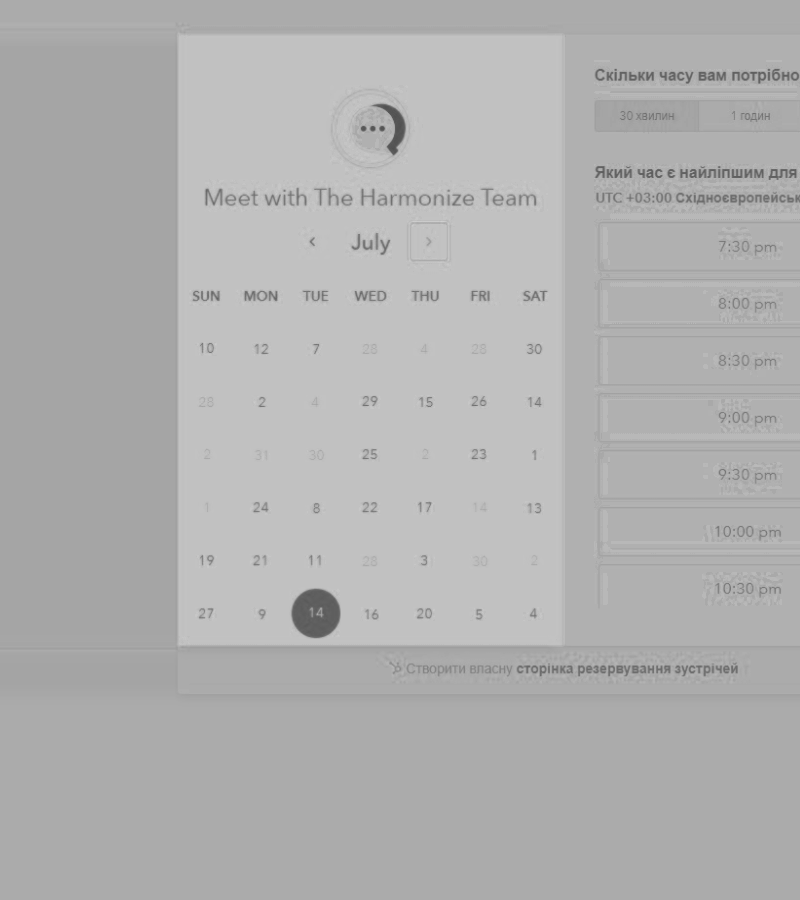 Meet with The Harmonize Team
July
SUN MON TUE WED THU FRI SAT
10 12 7 28 4 28 30
28 2 4 29 15 26 14
2 31 30 25 2 23 1
1 24 8 22 17 14 13
19 21 11 28 3 30 2
27 9 14 16 20 5 4
Скільки часу вам потрібно
30 хвилин 1 годин
Який час є найліпшим для
UTC +03:00 Східноєвропейськ
7:30 pm
8:00 pm
8:30 pm
9:00 pm
9:30 pm
10:00 pm
10:30 pm
Створити власну сторінка резервування зустрічей